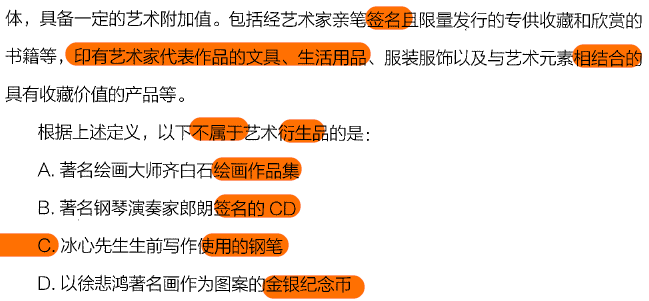 体，具备一定的艺术附加值。包括经艺术家亲笔签名且限量发行的专供收藏和欣赏的
书籍等，印有艺术家代表作品的文具、生活用品、服装服饰以及与艺术元素相结合的
具有收藏价值的产品等。
根据上述定义，以下不属于艺术衍生品的是：
A. 著名绘画大师齐白石绘画作品集
B. 著名钢琴演奏家郎朗签名的 CD
C. 冰心先生生前写作使用的钢笔
D. 以徐悲鸿著名画作为图案的金银纪念币